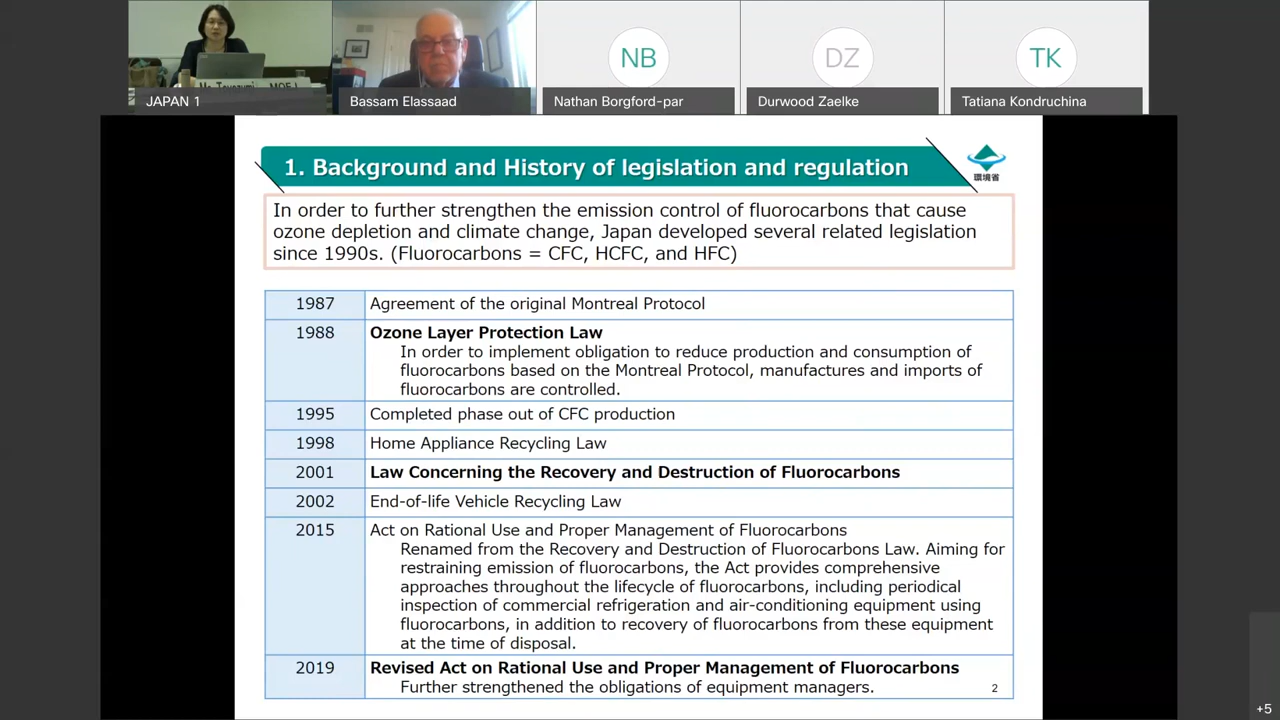 Ms. Toyozumi, MOEJ
JAPAN 1
Bassam Elassaad
NB
Nathan Borgford-par
DZ
Durwood Zaelke
TK
Tatiana Kondruchina
1. Background and History of legislation and regulation
環境省
In order to further strengthen the emission control of fluorocarbons that cause
ozone depletion and climate change, Japan developed several related legislation
since 1990s. (Fluorocarbons = CFC, HCFC, and HFC)
1987 Agreement of the original Montreal Protocol
1988 Ozone Layer Protection Law
In order to implement obligation to reduce production and consumption of
fluorocarbons based on the Montreal Protocol, manufactures and imports of
fluorocarbons are controlled.
1995 Completed phase out of CFC production
1998 Home Appliance Recycling Law
2001 Law Concerning the Recovery and Destruction of Fluorocarbons
2002 End-of-life Vehicle Recycling Law
2015 Act on Rational Use and Proper Management of Fluorocarbons
Renamed from the Recovery and Destruction of Fluorocarbons Law. Aiming for
restraining emission of fluorocarbons, the Act provides comprehensive
approaches throughout the lifecycle of fluorocarbons, including periodical
inspection of commercial refrigeration and air-conditioning equipment using
fluorocarbons, in addition to recovery of fluorocarbons from these equipment
at the time of disposal.
2019 Revised Act on Rational Use and Proper Management of Fluorocarbons
Further strengthened the obligations of equipment managers.
2
+5